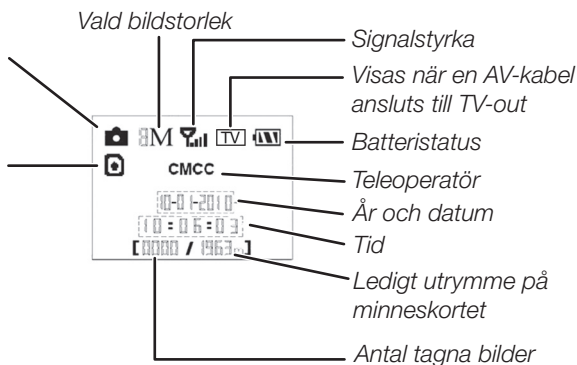 Vald bildstorlek
Signalstyrka
Visas när en AV-kabel
ansluts till TV-out
8M TV
Batteristatus
CMCC
Teleoperatör
10-01-2010
År och datum
10:06:03
Tid
[0000 / 1963m]
Ledigt utrymme på
minneskortet
Antal tagna bilder